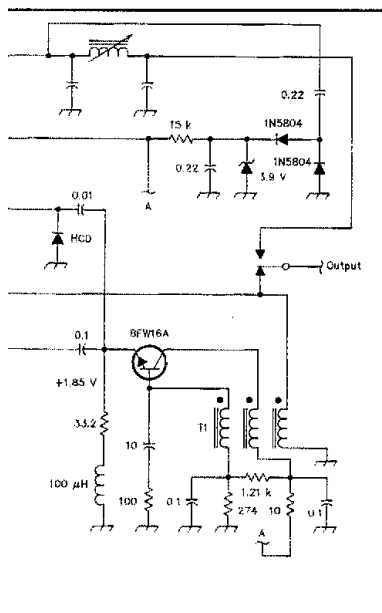 0.22
15 k
1N5804
1N5804
0.22
3.9 V
A
0.01
HCD
Output
0.1
BFW16A
+1.85 V
33.2
T1
10
1.21 k
100 μH
100
0.1
274
10
0.1
A